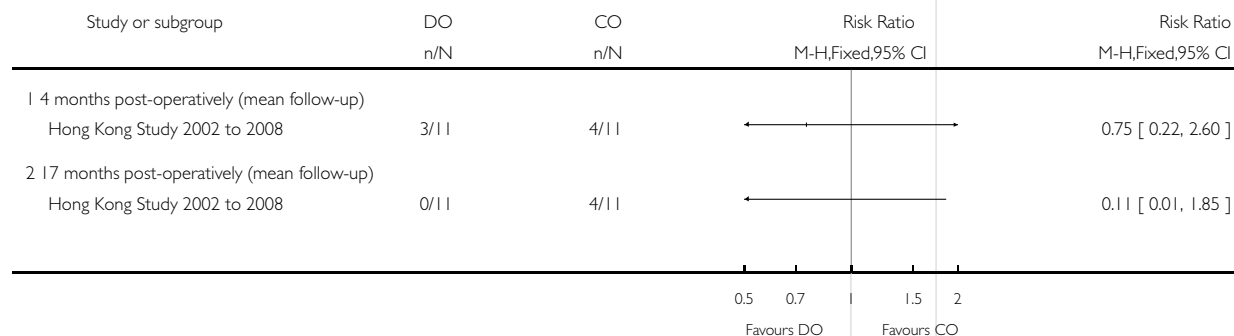 Study or subgroup DO CO Risk Ratio Risk Ratio
n/N n/N M-H,Fixed,95% CI M-H,Fixed,95% CI
1 4 months post-operatively (mean follow-up)
Hong Kong Study 2002 to 2008 3/11 4/11 0.75 [ 0.22, 2.60 ]
2 17 months post-operatively (mean follow-up)
Hong Kong Study 2002 to 2008 0/11 4/11 0.11 [ 0.01, 1.85 ]
0.5 0.7 1 1.5 2
Favours DO Favours CO